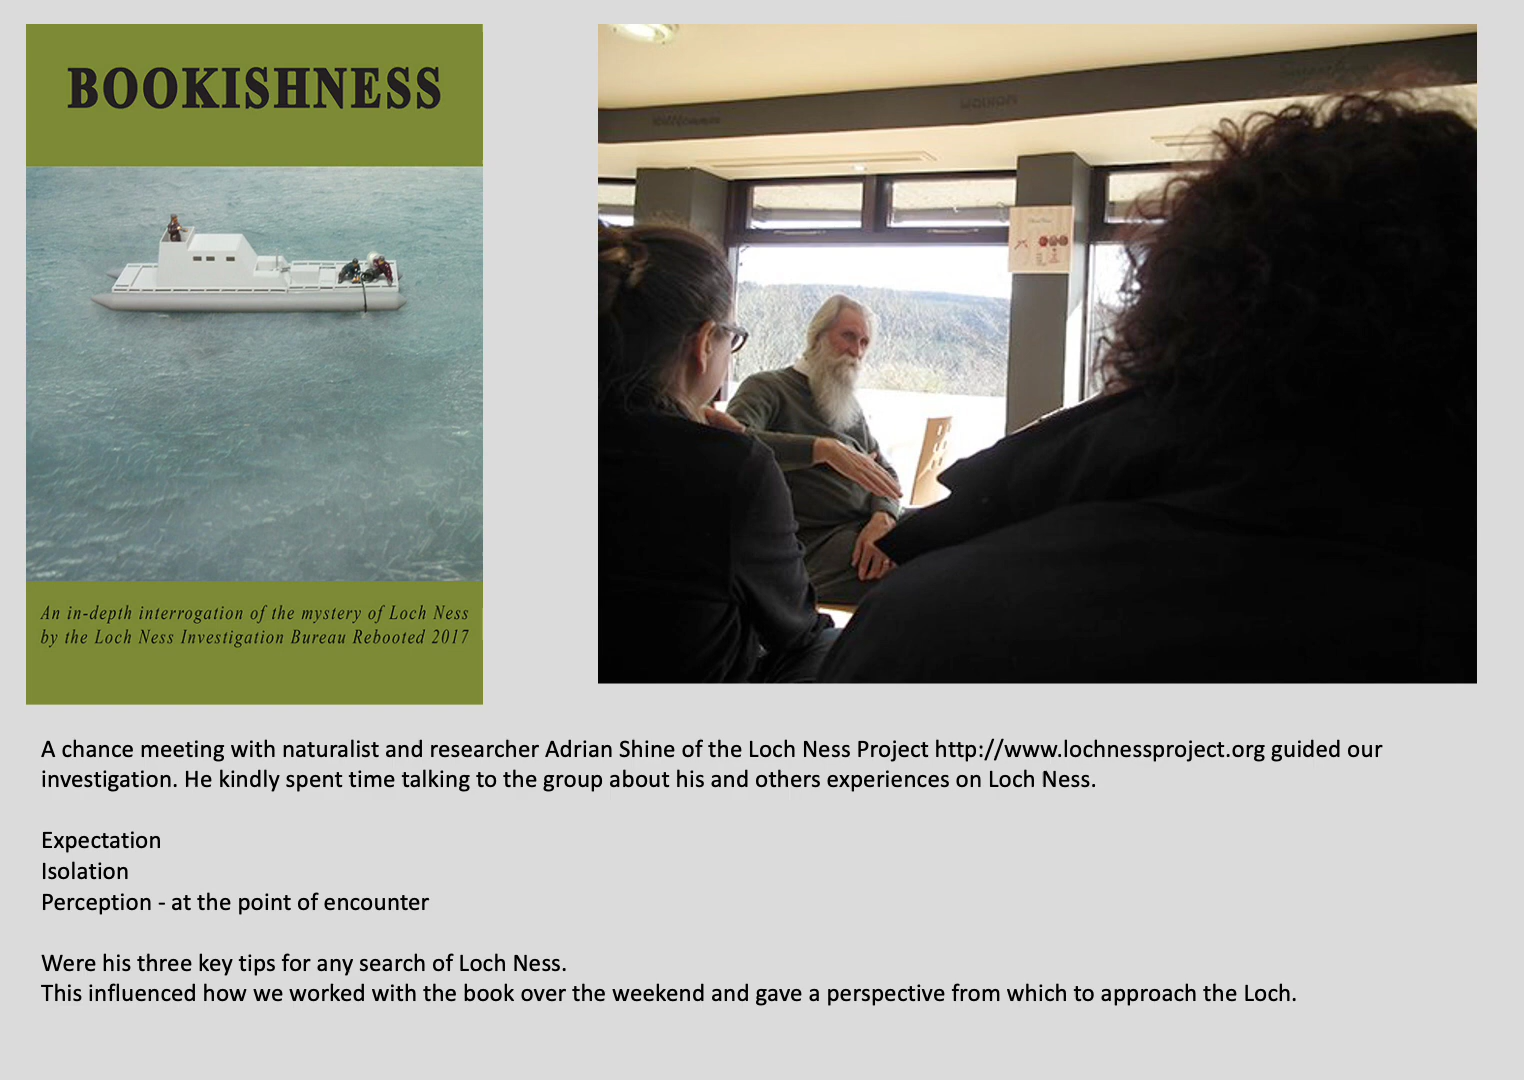 BOOKISHNESS
An in-depth interrogation of the mystery of Loch Ness
by the Loch Ness Investigation Bureau Rebooted 2017
A chance meeting with naturalist and researcher Adrian Shine of the Loch Ness Project http://www.lochnessproject.org guided our
investigation. He kindly spent time talking to the group about his and others experiences on Loch Ness.
Expectation
Isolation
Perception - at the point of encounter
Were his three key tips for any search of Loch Ness.
This influenced how we worked with the book over the weekend and gave a perspective from which to approach the Loch.